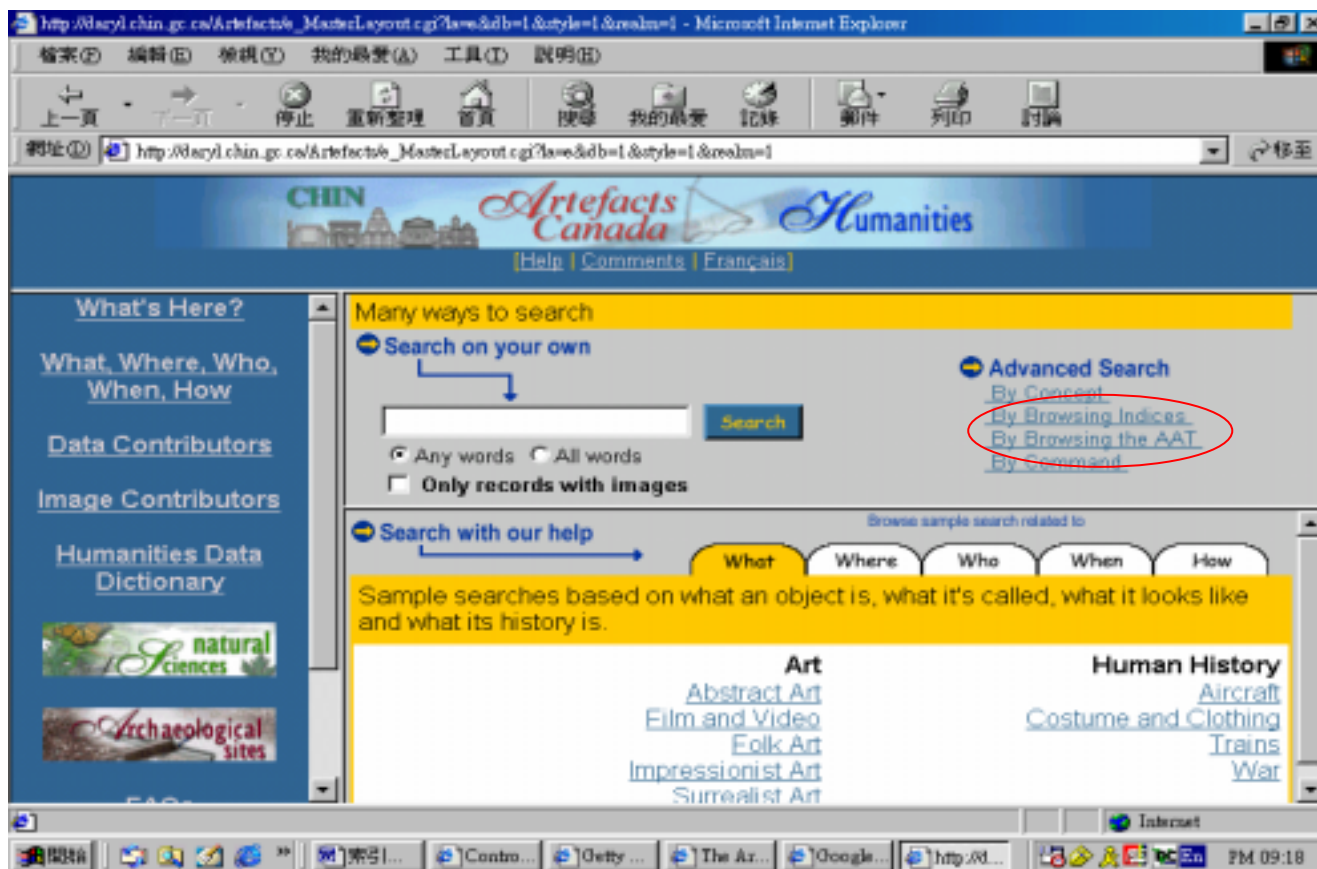 http://daryl.chin.gc.ca/Artefacts/e_MasterLayout.cgi?la=e&db=1&style=1&realm=1 - Microsoft Internet Explorer
檔案(F) 編輯(E) 檢視(V) 我的最愛(A) 工具(T) 說明(H)
上一頁 下一頁 停止 重新整理 首頁 搜尋 我的最愛 記錄 郵件 列印 討論
網址(D) http://daryl.chin.gc.ca/Artefacts/e_MasterLayout.cgi?la=e&db=1&style=1&realm=1 移至
CHIN Artefacts Canada Humanities
[Help | Comments | Français]
What's Here?
What, Where, Who,
When, How
Data Contributors
Image Contributors
Humanities Data
Dictionary
natural
Sciences
Archaeological
sites
FAQs
Many ways to search
Search on your own
Search
Any words All words
Only records with images
Advanced Search
By Concept
By Browsing Indices
By Browsing the AAT
By Command
Search with our help
Browse sample search related to
What Where Who When How
Sample searches based on what an object is, what it's called, what it looks like
and what its history is.
Art
Abstract Art
Film and Video
Folk Art
Impressionist Art
Surrealist Art
Human History
Aircraft
Costume and Clothing
Trains
War
Internet
開始 索引... Contro... Getty ... The Ar... Google... http://d... En PM 09:18